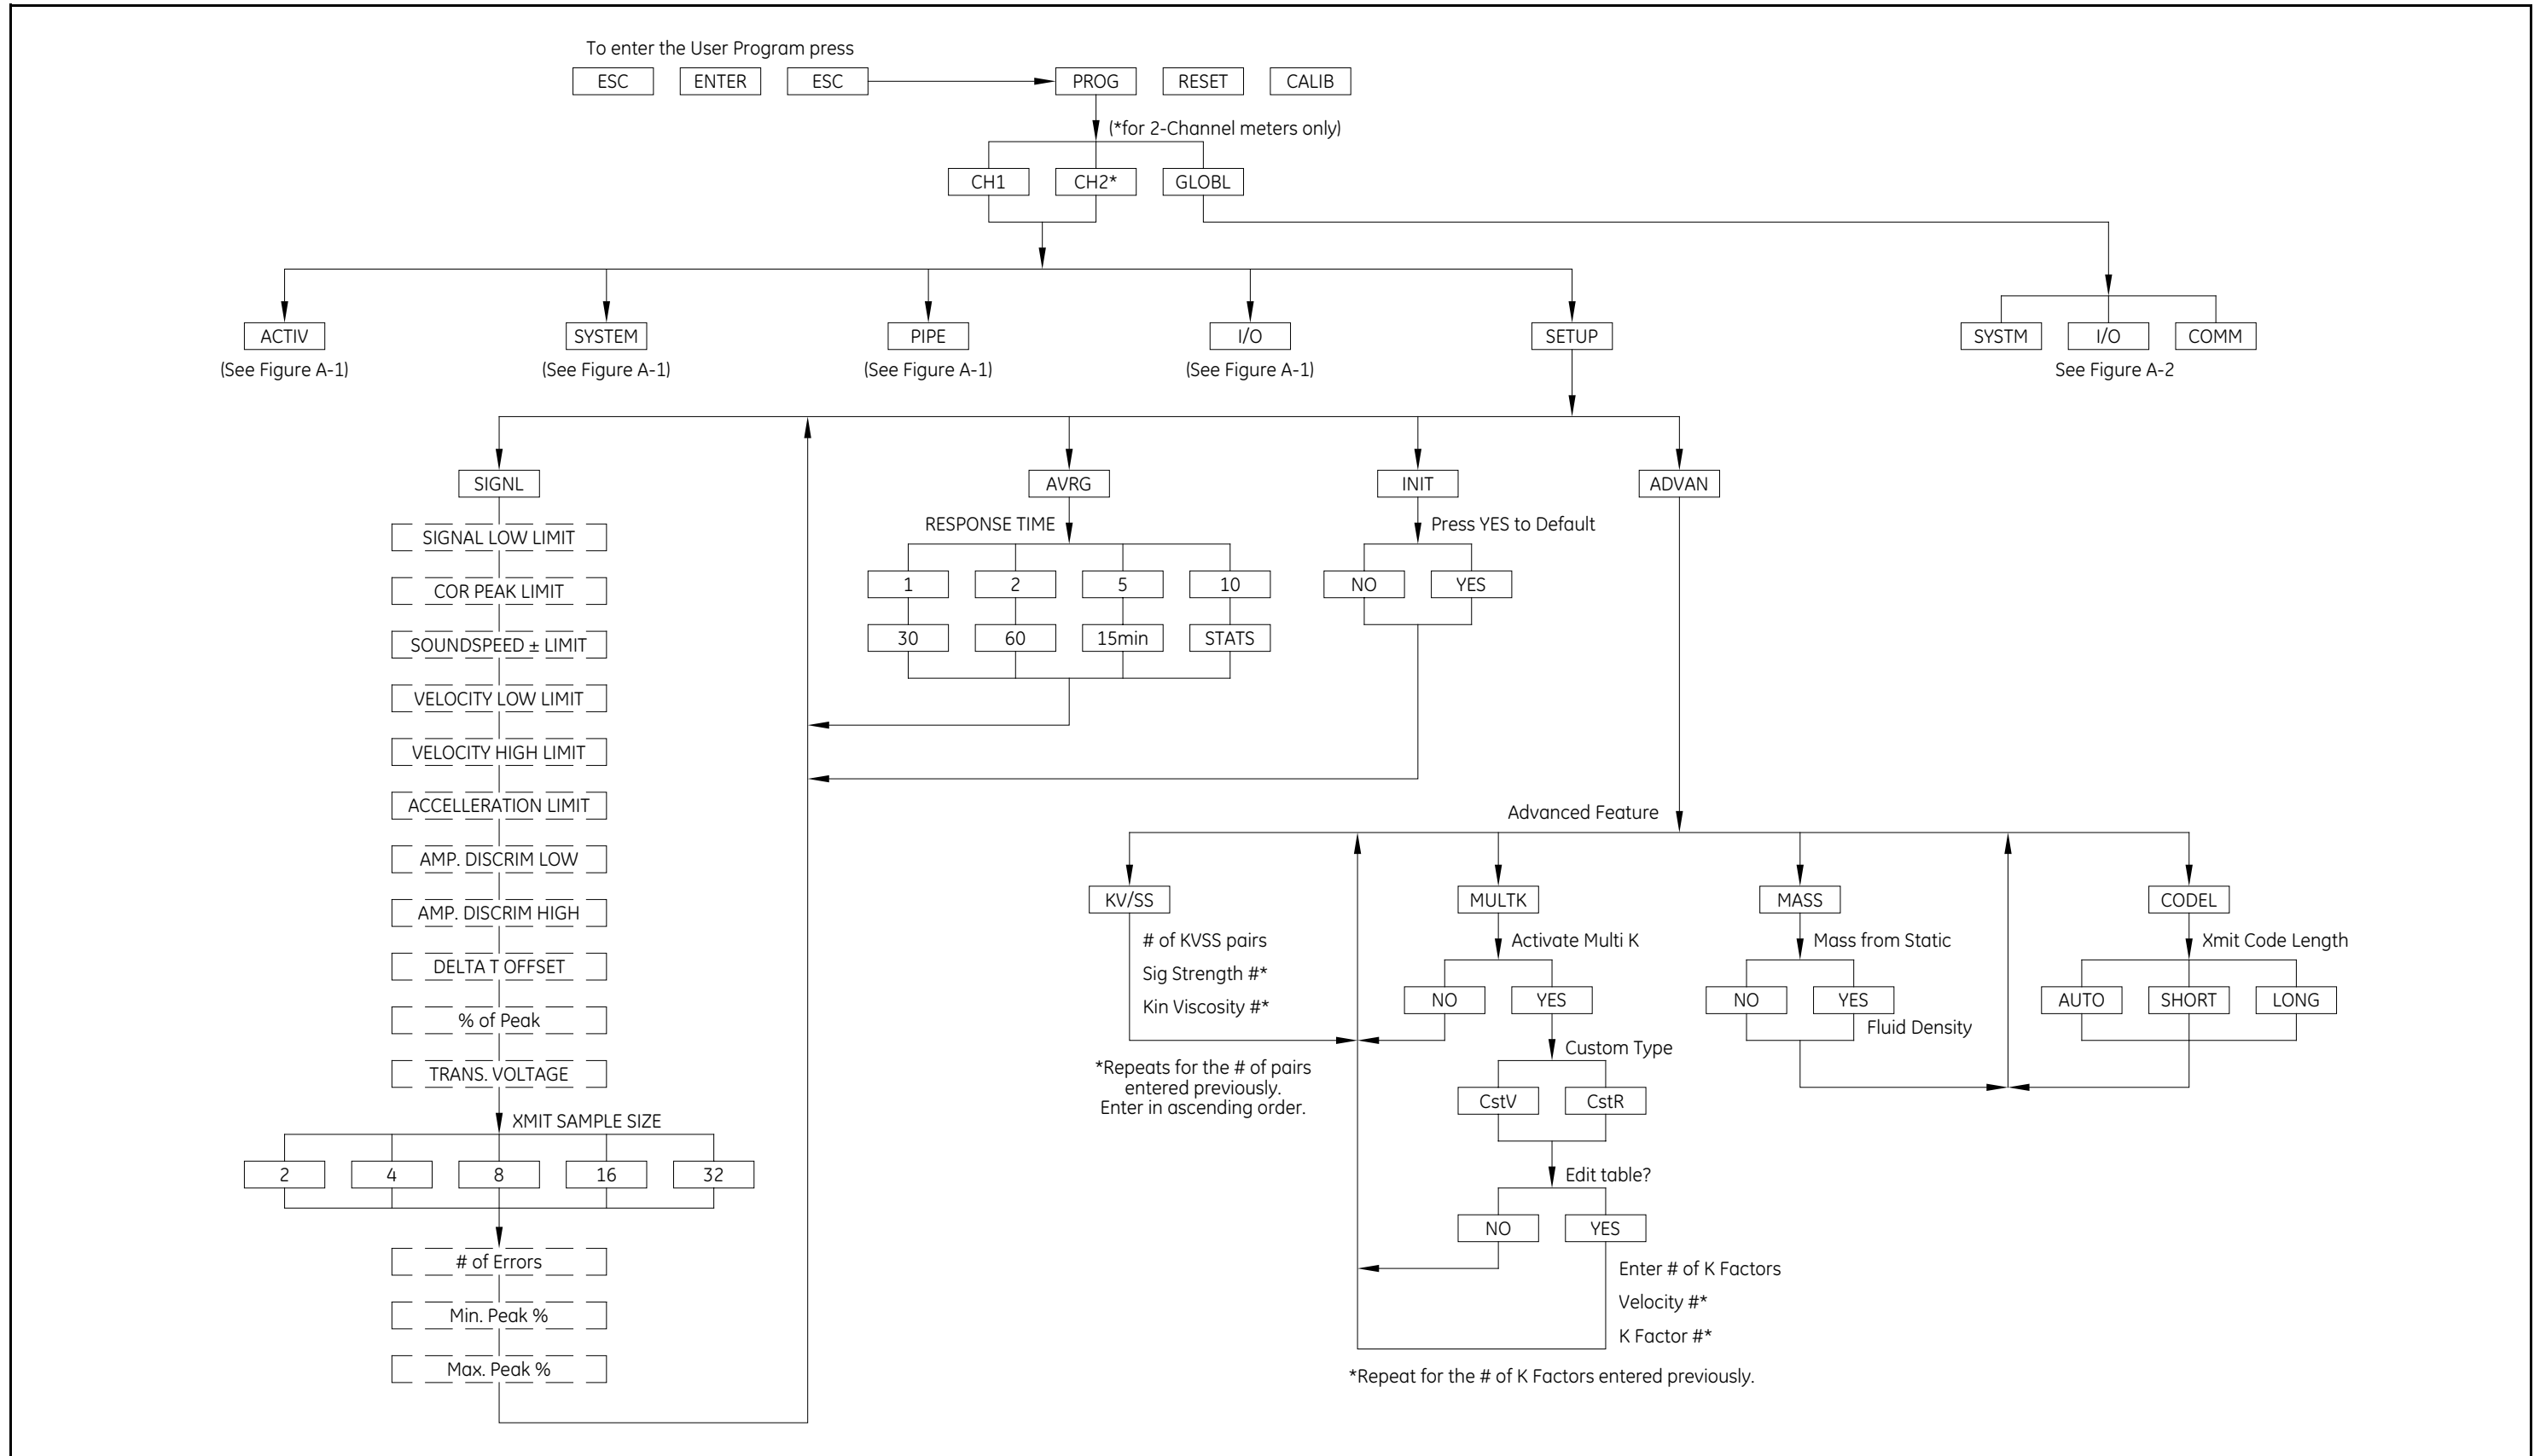 To enter the User Program press
ESC ENTER ESC PROG RESET CALIB
(*for 2-Channel meters only)
CH1 CH2* GLOBL
ACTIV SYSTEM PIPE I/O SETUP SYSTM I/O COMM
(See Figure A-1) (See Figure A-1) (See Figure A-1) (See Figure A-1) See Figure A-2
SIGNL AVRG INIT ADVAN
SIGNAL LOW LIMIT
COR PEAK LIMIT
SOUNDSPEED ± LIMIT
VELOCITY LOW LIMIT
VELOCITY HIGH LIMIT
ACCELLERATION LIMIT
AMP. DISCRIM LOW
AMP. DISCRIM HIGH
DELTA T OFFSET
% of Peak
TRANS. VOLTAGE
XMIT SAMPLE SIZE
2 4 8 16 32
# of Errors
Min. Peak %
Max. Peak %
RESPONSE TIME
1 2 5 10
30 60 15min STATS
Press YES to Default
NO YES
Advanced Feature
KV/SS MULTK MASS CODEL
# of KVSS pairs
Sig Strength #*
Kin Viscosity #*
*Repeats for the # of pairs
entered previously.
Enter in ascending order.
Activate Multi K
NO YES
Custom Type
CstV CstR
Edit table?
NO YES
Enter # of K Factors
Velocity #*
K Factor #*
*Repeat for the # of K Factors entered previously.
Mass from Static
NO YES
Fluid Density
Xmit Code Length
AUTO SHORT LONG